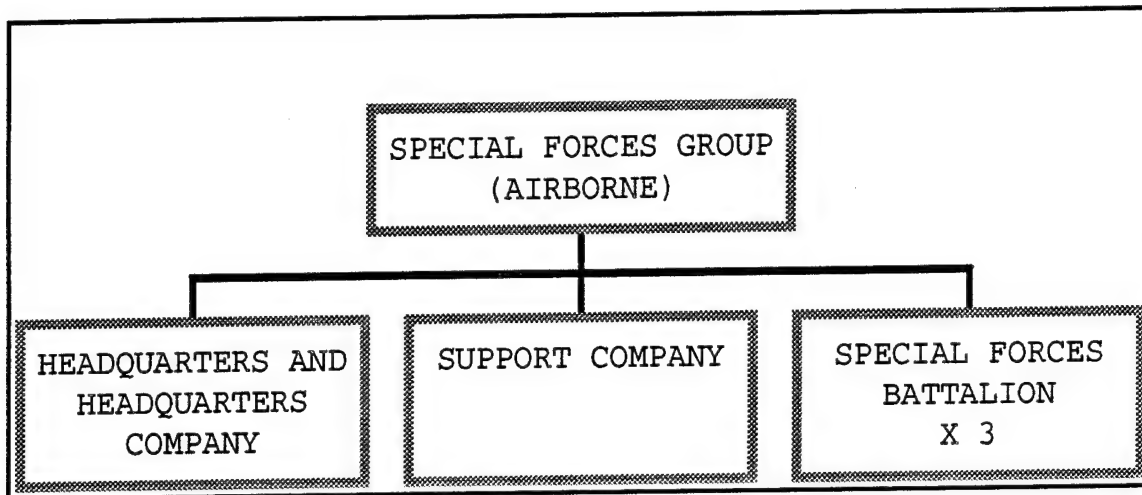 SPECIAL FORCES GROUP
(AIRBORNE)
HEADQUARTERS AND
HEADQUARTERS
COMPANY
SUPPORT COMPANY
SPECIAL FORCES
BATTALION
X 3